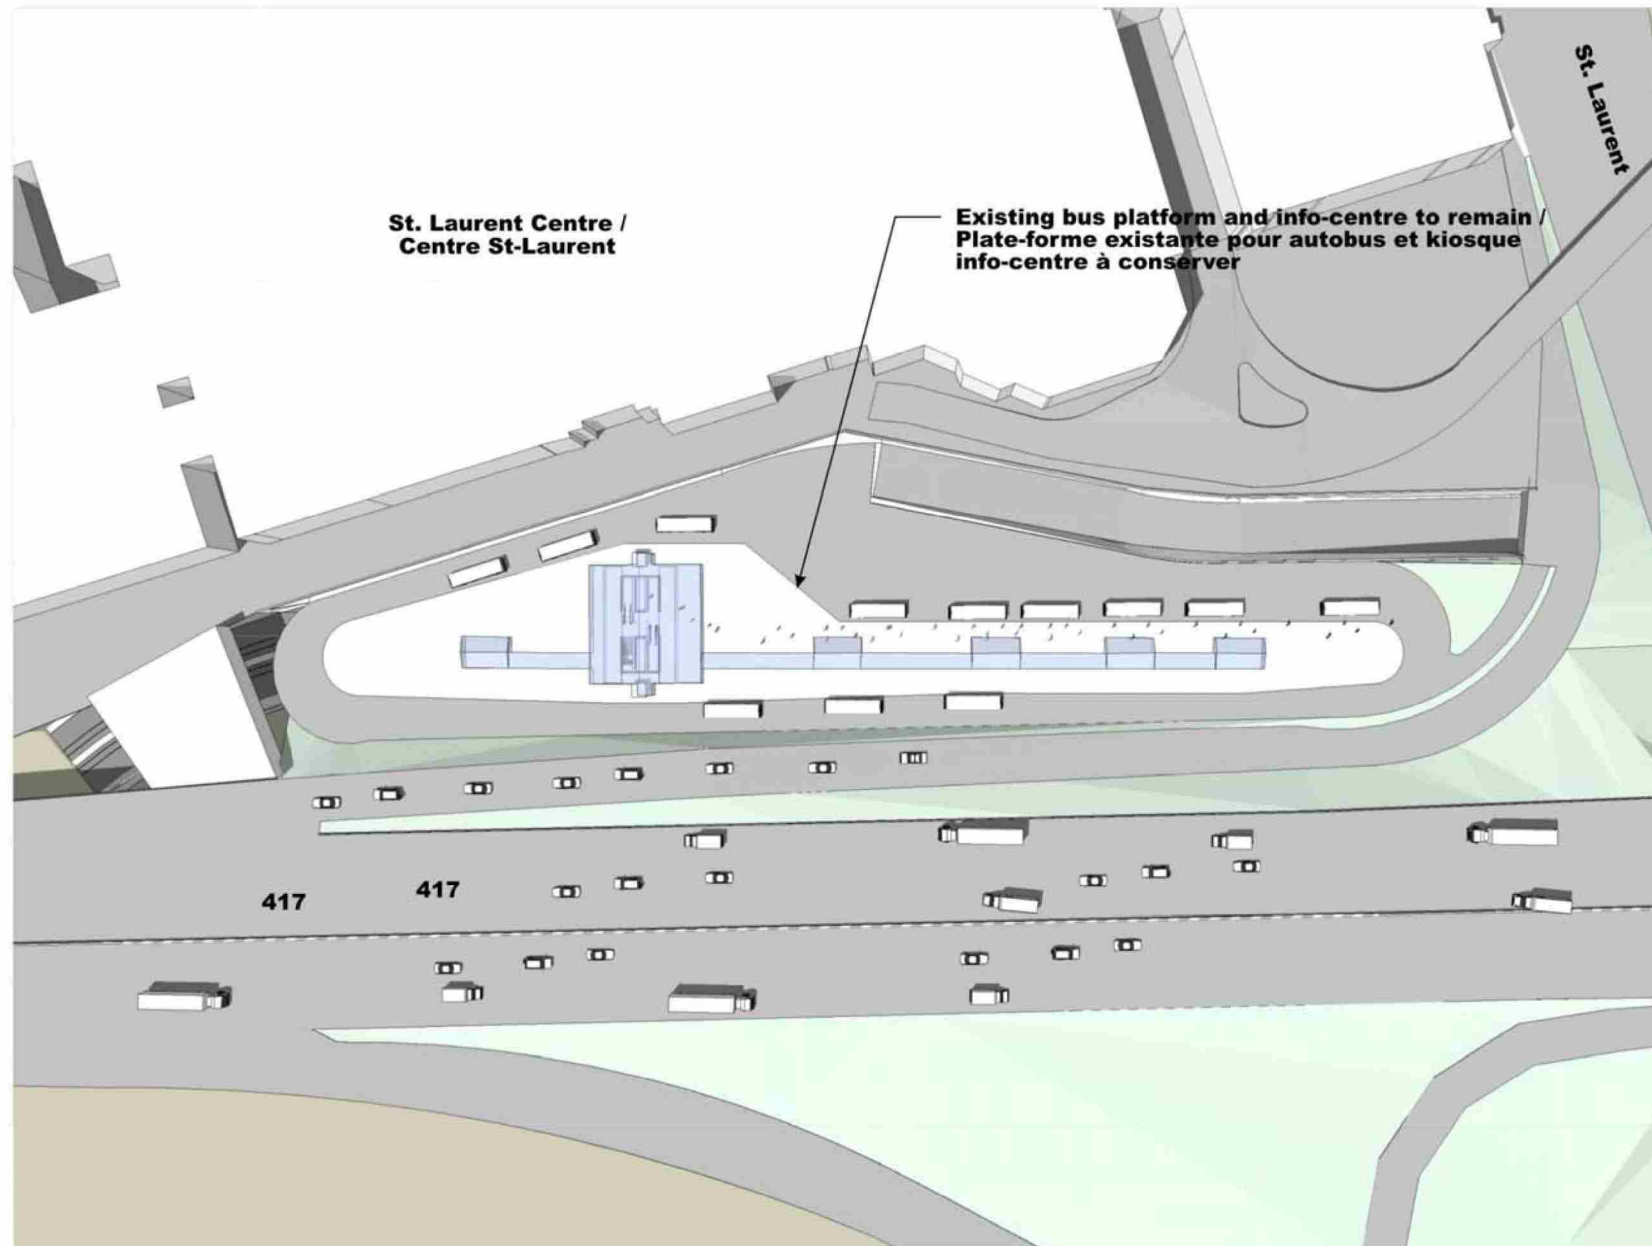 St. Laurent
St. Laurent Centre /
Centre St-Laurent
Existing bus platform and info-centre to remain /
Plate-forme existante pour autobus et kiosque
info-centre à conserver
417
417